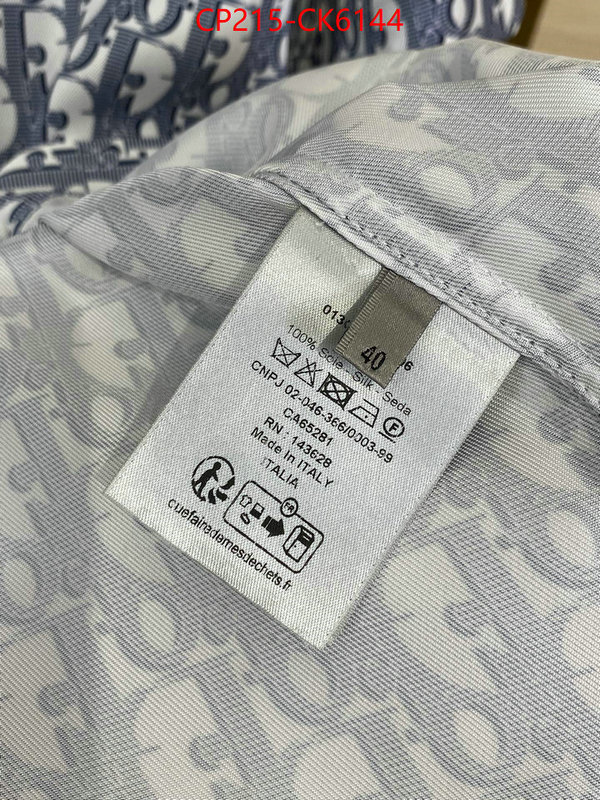 CP215-CK6144
40
100% Soie Silk Seda
CNPJ 02-046-366/0003-99
CA65281
RN : 143628
Made In ITALY
ITALIA
FR
quefairedemesdechets.fr